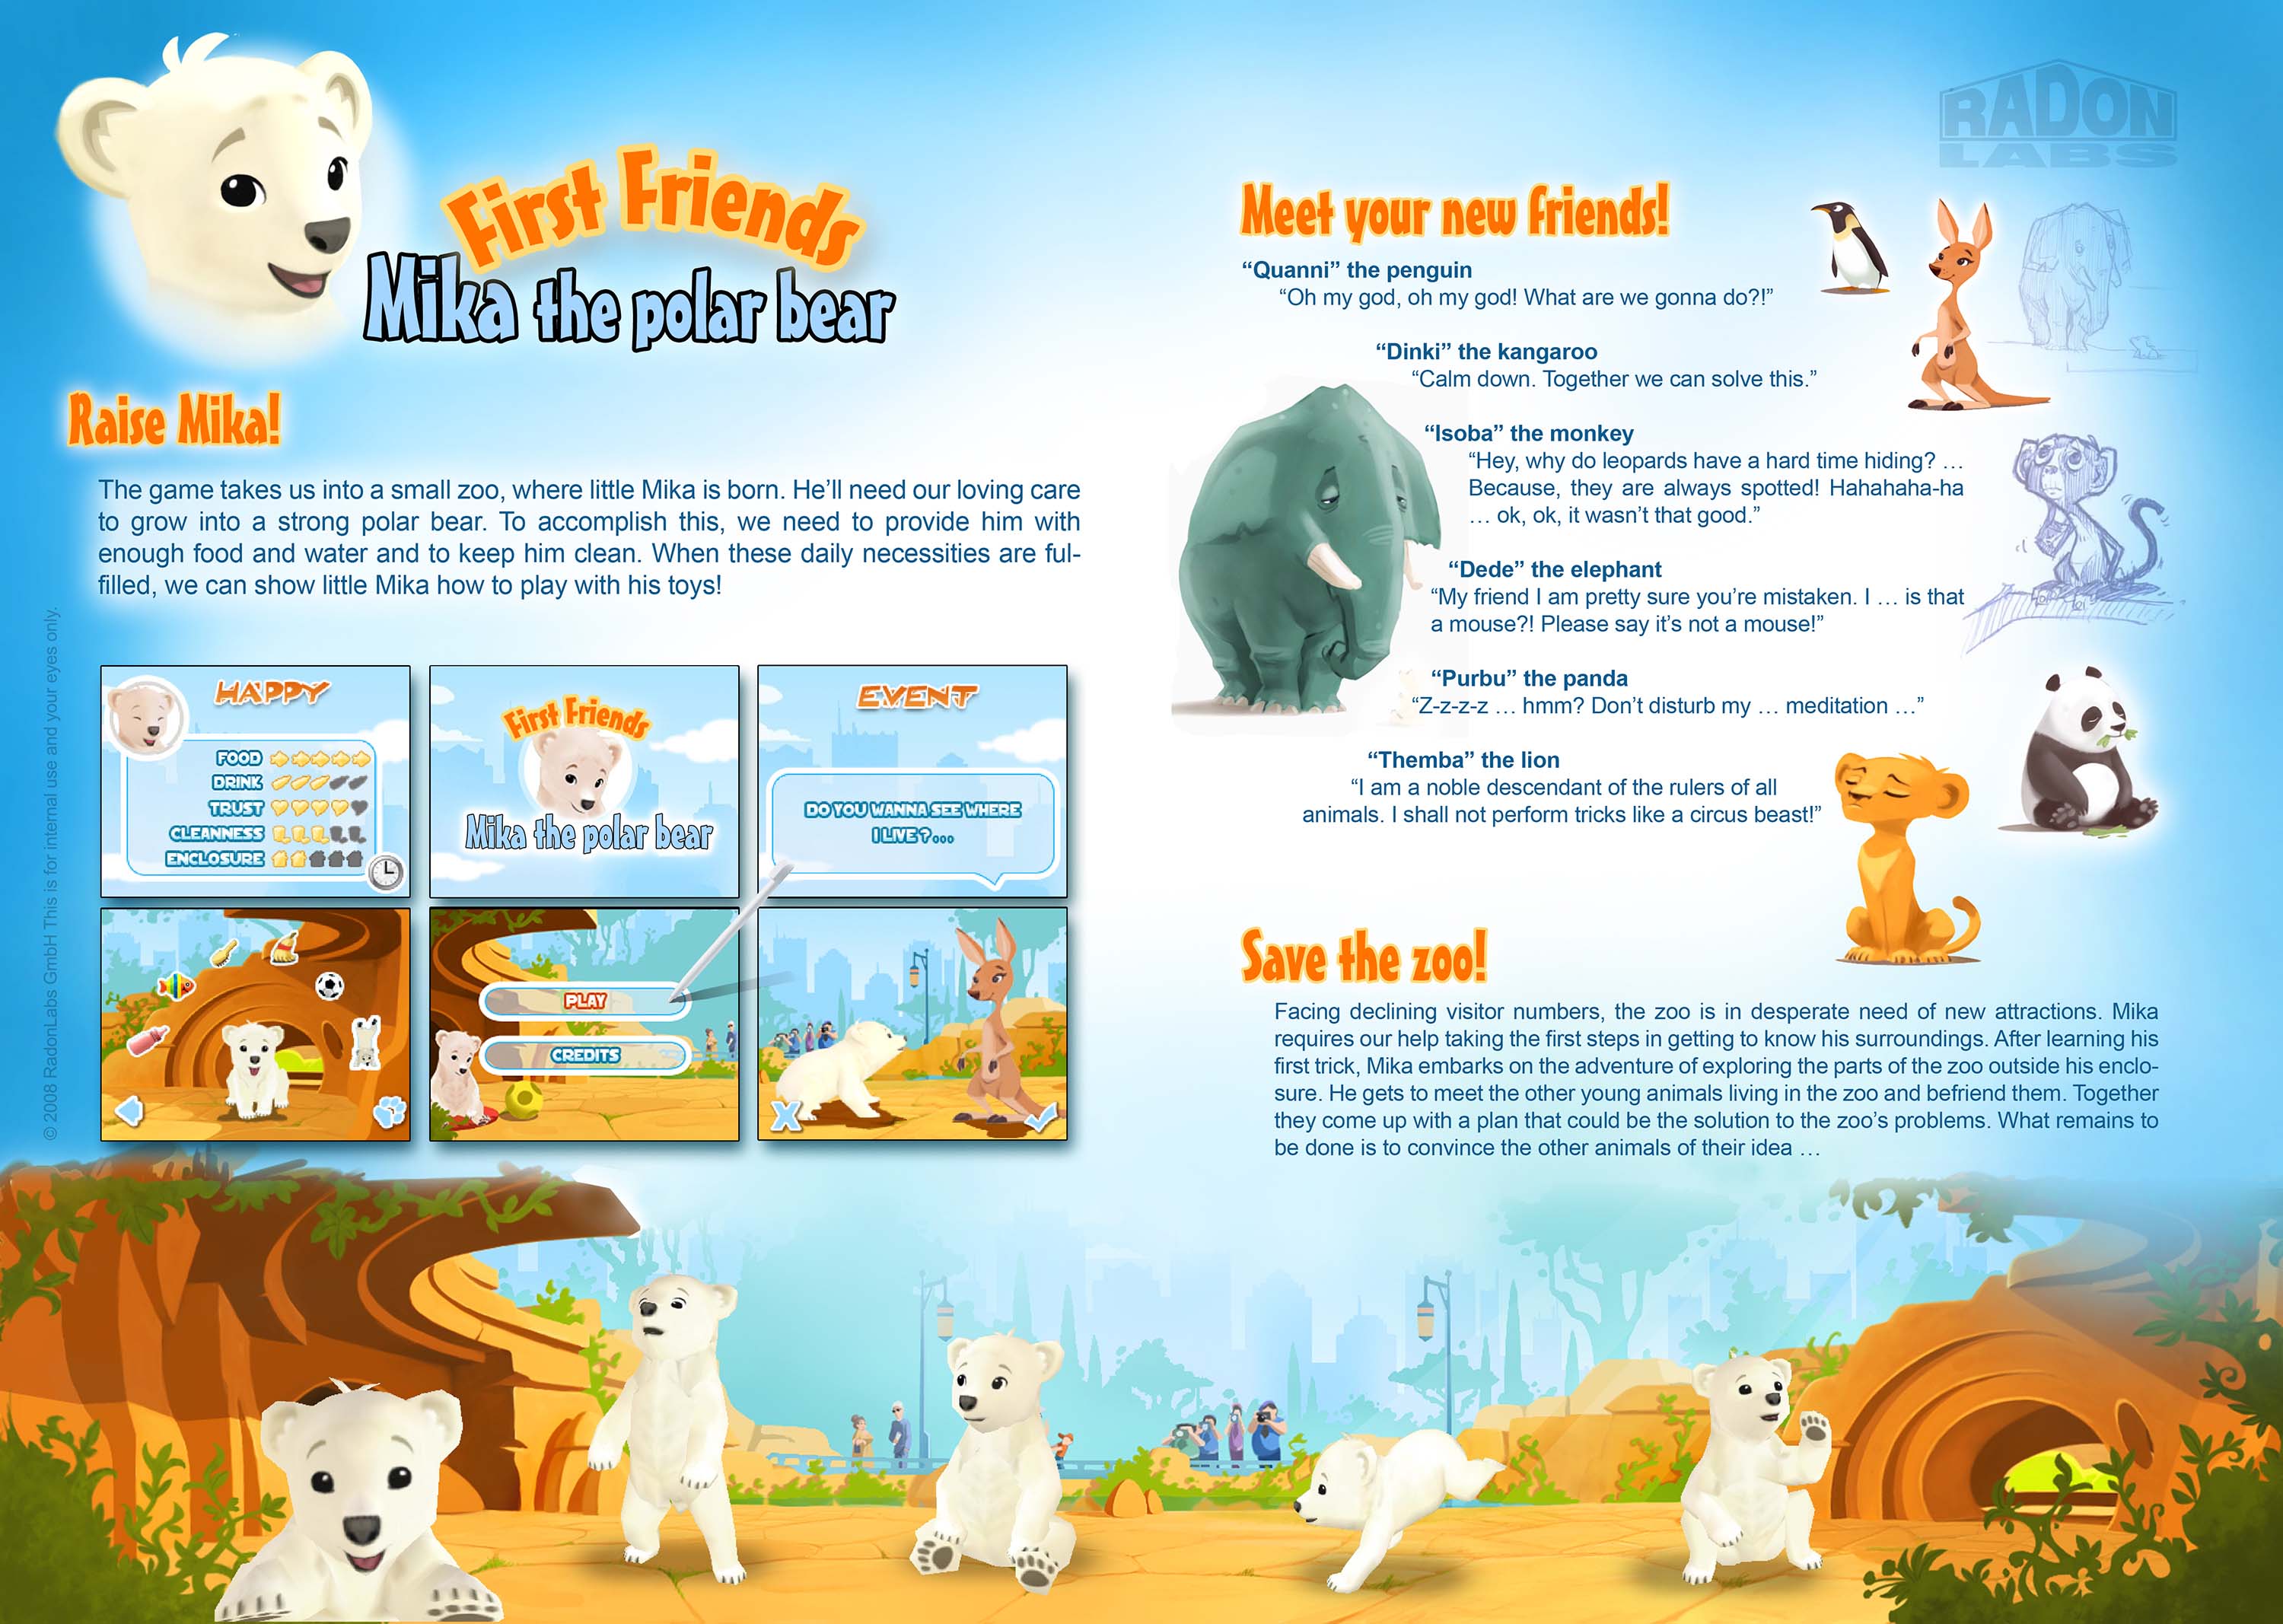 First Friends
Mika the polar bear
Raise Mika!
The game takes us into a small zoo, where little Mika is born. He’ll need our loving care
to grow into a strong polar bear. To accomplish this, we need to provide him with
enough food and water and to keep him clean. When these daily necessities are ful-
filled, we can show little Mika how to play with his toys!
HAPPY
FOOD
DRINK
TRUST
CLEANNESS
ENCLOSURE
First Friends
Mika the polar bear
EVENT
DO YOU WANNA SEE WHERE
I LIVE?...
PLAY
CREDITS
© 2008 RadonLabs GmbH This is for internal use and your eyes only.
RADON
LABS
Meet your new friends!
“Quanni” the penguin
“Oh my god, oh my god! What are we gonna do?!”
“Dinki” the kangaroo
“Calm down. Together we can solve this.”
“Isoba” the monkey
“Hey, why do leopards have a hard time hiding? …
Because, they are always spotted! Hahahaha-ha
… ok, ok, it wasn’t that good.”
“Dede” the elephant
“My friend I am pretty sure you’re mistaken. I … is that
a mouse?! Please say it’s not a mouse!”
“Purbu” the panda
“Z-z-z-z … hmm? Don’t disturb my … meditation …”
“Themba” the lion
“I am a noble descendant of the rulers of all
animals. I shall not perform tricks like a circus beast!”
Save the zoo!
Facing declining visitor numbers, the zoo is in desperate need of new attractions. Mika
requires our help taking the first steps in getting to know his surroundings. After learning his
first trick, Mika embarks on the adventure of exploring the parts of the zoo outside his enclo-
sure. He gets to meet the other young animals living in the zoo and befriend them. Together
they come up with a plan that could be the solution to the zoo’s problems. What remains to
be done is to convince the other animals of their idea …